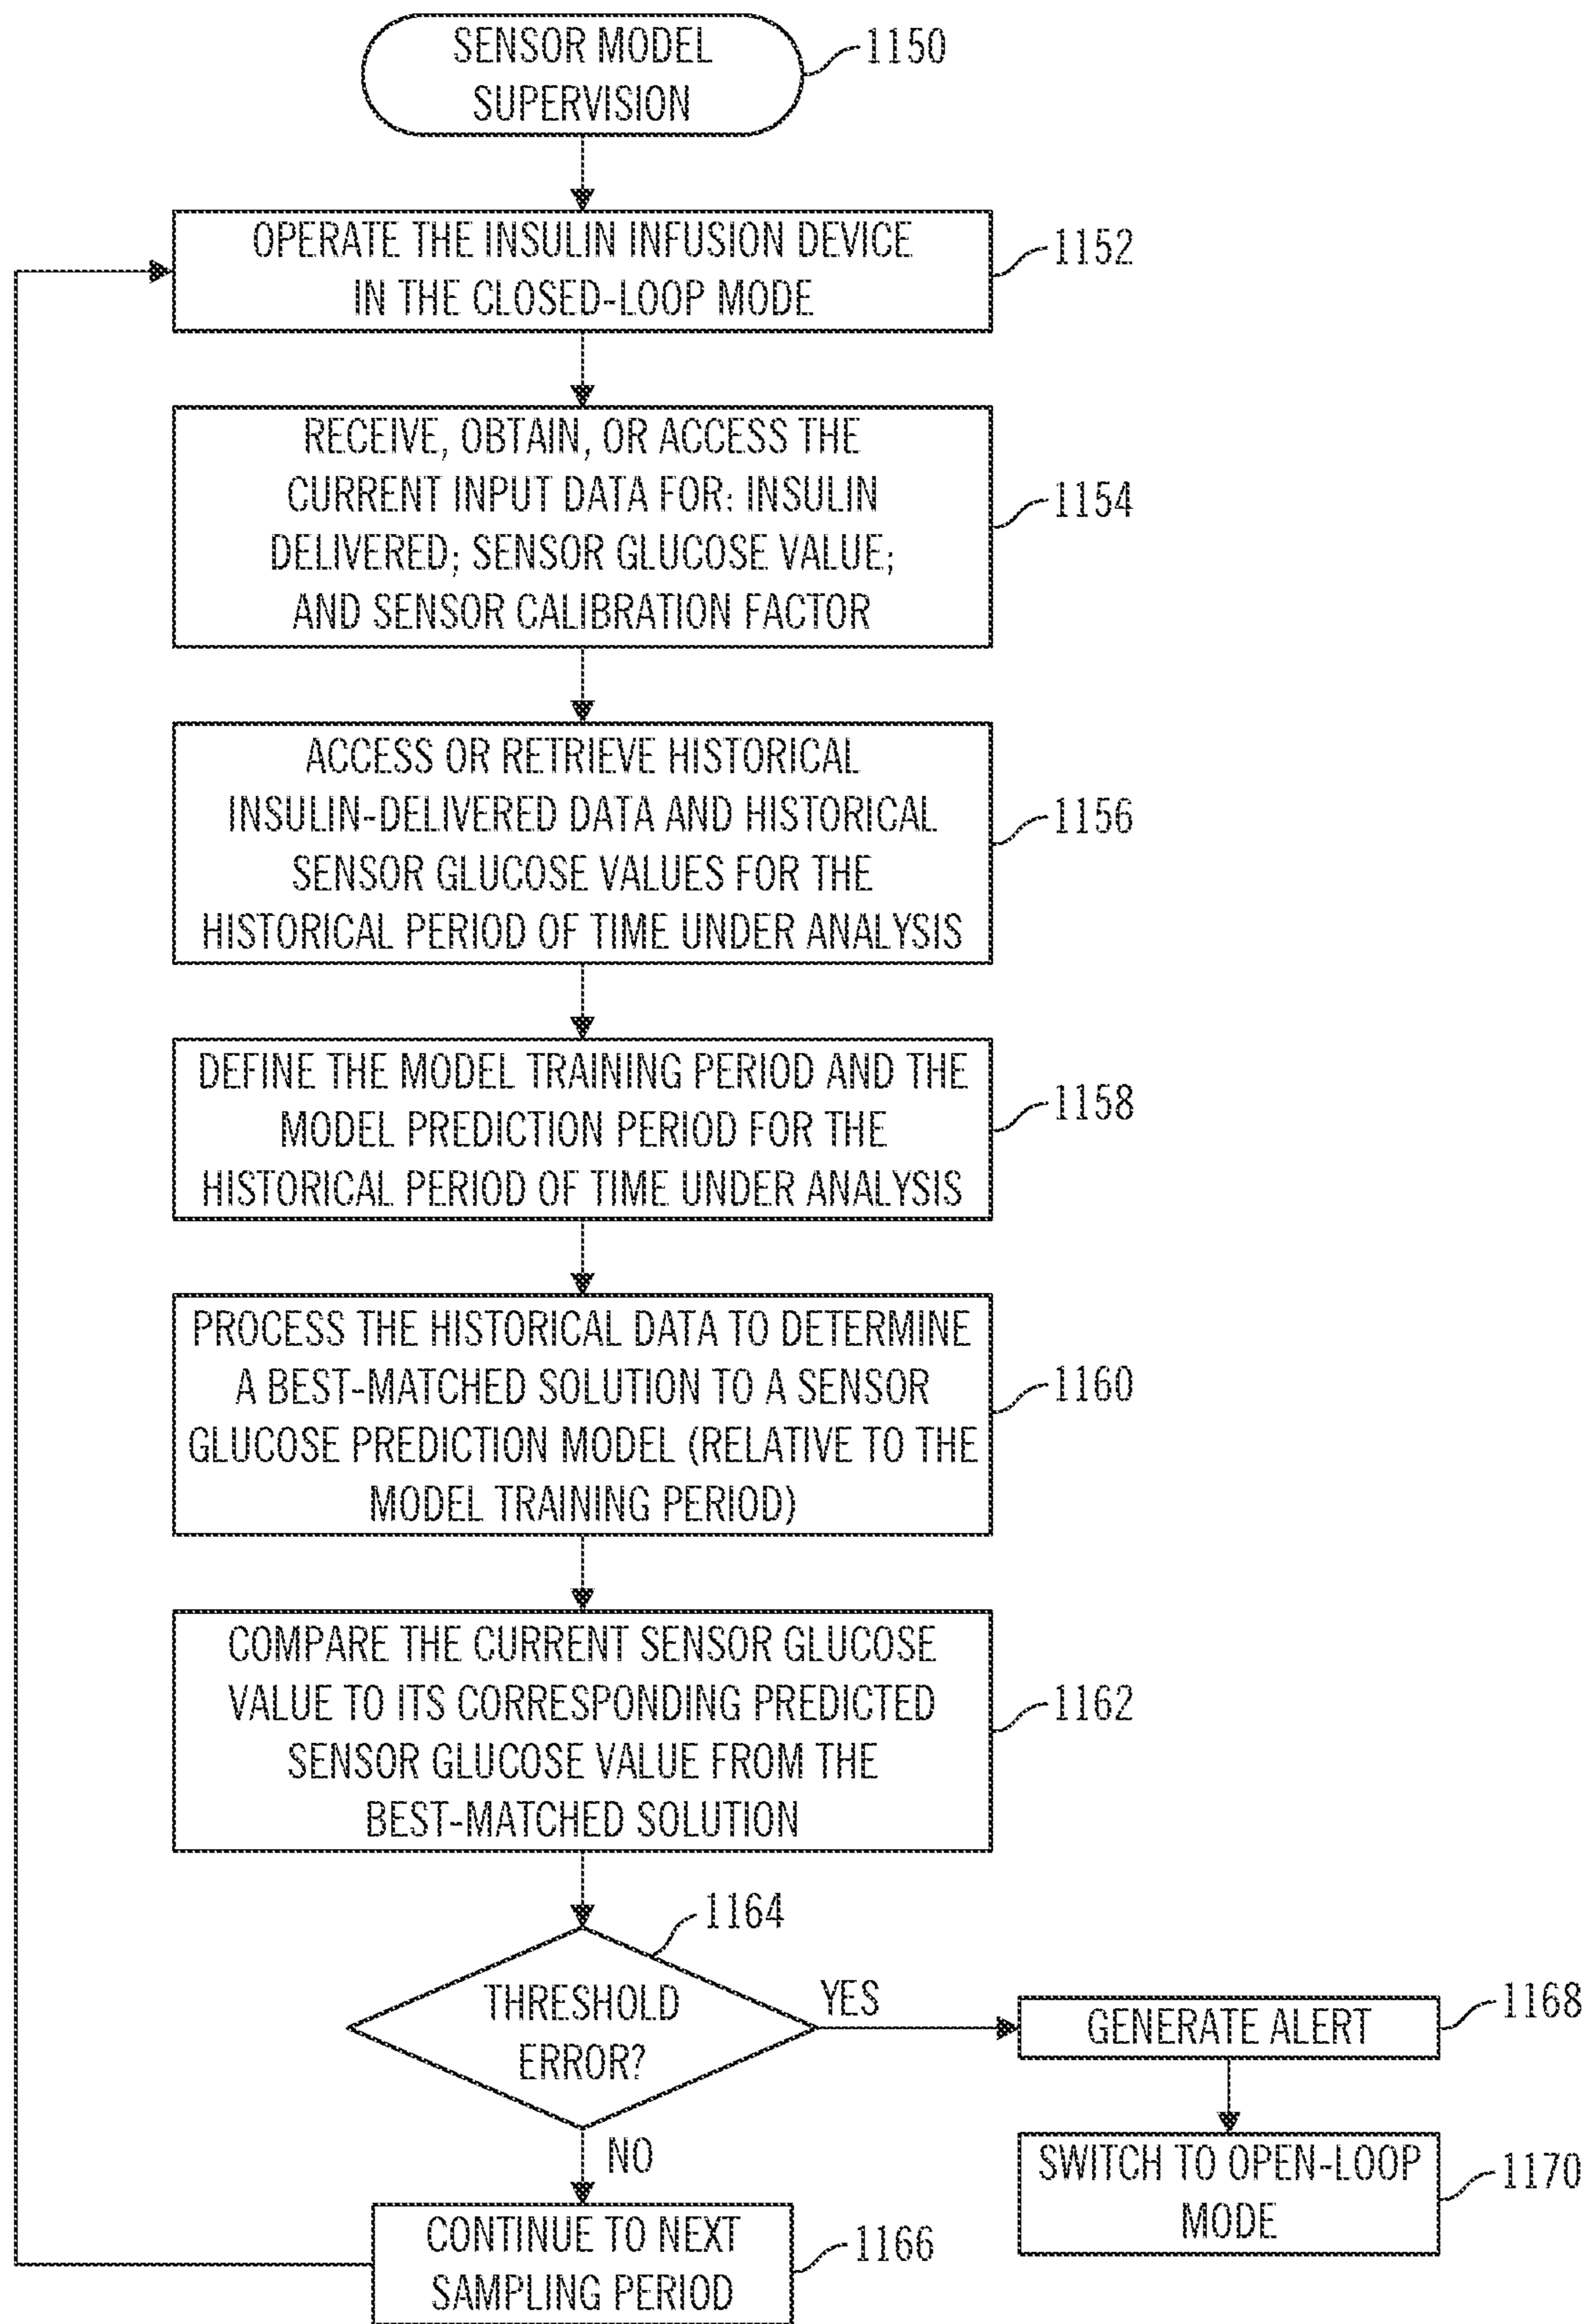 SENSOR MODEL
SUPERVISION
1150
OPERATE THE INSULIN INFUSION DEVICE
IN THE CLOSED-LOOP MODE
1152
RECEIVE, OBTAIN, OR ACCESS THE
CURRENT INPUT DATA FOR: INSULIN
DELIVERED; SENSOR GLUCOSE VALUE;
AND SENSOR CALIBRATION FACTOR
1154
ACCESS OR RETRIEVE HISTORICAL
INSULIN-DELIVERED DATA AND HISTORICAL
SENSOR GLUCOSE VALUES FOR THE
HISTORICAL PERIOD OF TIME UNDER ANALYSIS
1156
DEFINE THE MODEL TRAINING PERIOD AND THE
MODEL PREDICTION PERIOD FOR THE
HISTORICAL PERIOD OF TIME UNDER ANALYSIS
1158
PROCESS THE HISTORICAL DATA TO DETERMINE
A BEST-MATCHED SOLUTION TO A SENSOR
GLUCOSE PREDICTION MODEL (RELATIVE TO THE
MODEL TRAINING PERIOD)
1160
COMPARE THE CURRENT SENSOR GLUCOSE
VALUE TO ITS CORRESPONDING PREDICTED
SENSOR GLUCOSE VALUE FROM THE
BEST-MATCHED SOLUTION
1162
1164
THRESHOLD
ERROR?
YES
GENERATE ALERT
1168
NO
SWITCH TO OPEN-LOOP
MODE
1170
CONTINUE TO NEXT
SAMPLING PERIOD
1166